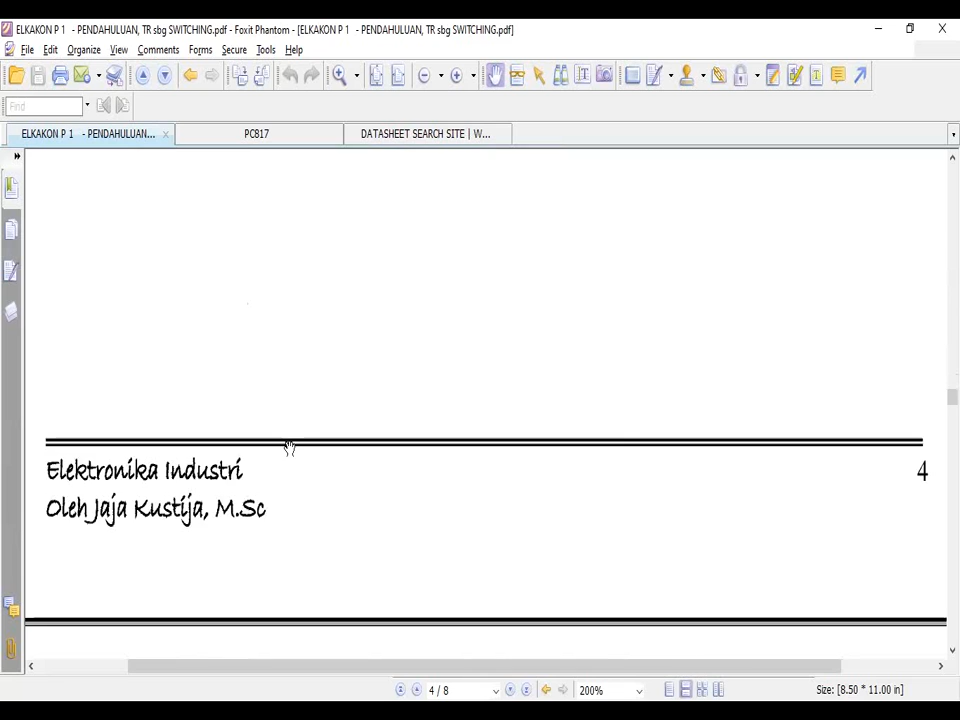 ELKAKON P 1 - PENDAHULUAN, TR sbg SWITCHING.pdf - Foxit Phantom - [ELKAKON P 1 - PENDAHULUAN, TR sbg SWITCHING.pdf]
File Edit Organize View Comments Forms Secure Tools Help
Find
ELKAKON P 1 - PENDAHULUAN... PC817 DATASHEET SEARCH SITE | W...
Elektronika Industri 4
Oleh Jaja Kustija, M.Sc
4 / 8 200% Size: [8.50 * 11.00 in]